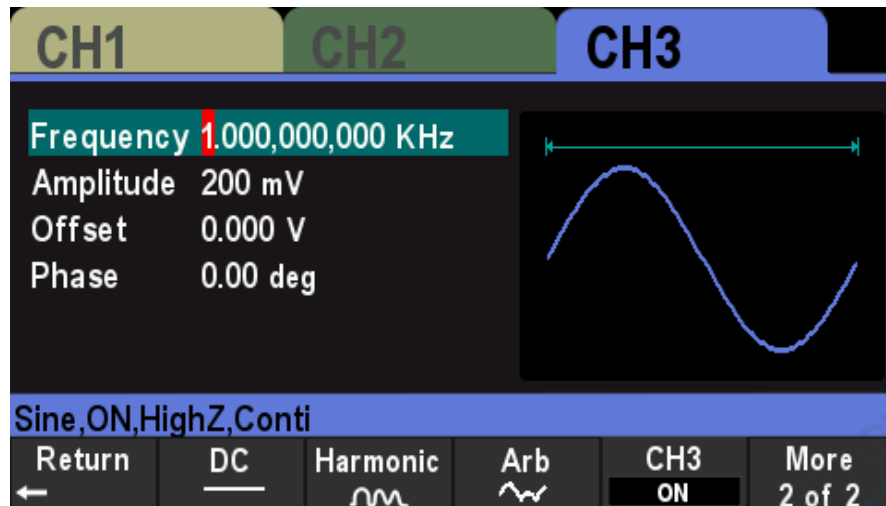 CH1 CH2 CH3
Frequency 1.000,000,000 KHz
Amplitude 200 mV
Offset 0.000 V
Phase 0.00 deg
Sine,ON,HighZ,Conti
Return DC Harmonic Arb CH3 More
ON 2 of 2